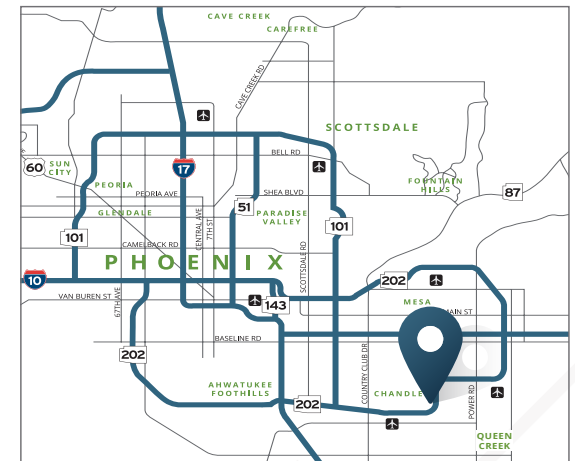 CAVE CREEK
CAREFREE
CAVE CREEK RD
SCOTTSDALE
BELL RD
60
SUN
CITY
17
PEORIA
PEORIA AVE
SHEA BLVD
FOUNTAIN
HILLS
87
51
GLENDALE
CENTRAL AVE
7TH ST
PARADISE
VALLEY
101
101
CAMELBACK RD
SCOTTSDALE RD
PHOENIX
10
202
VAN BUREN ST
67TH AVE
143
MESA
MAIN ST
BASELINE RD
202
COUNTRY CLUB DR
AHWATUKEE
FOOTHILLS
202
CHANDLE
POWER RD
QUEEN
CREEK